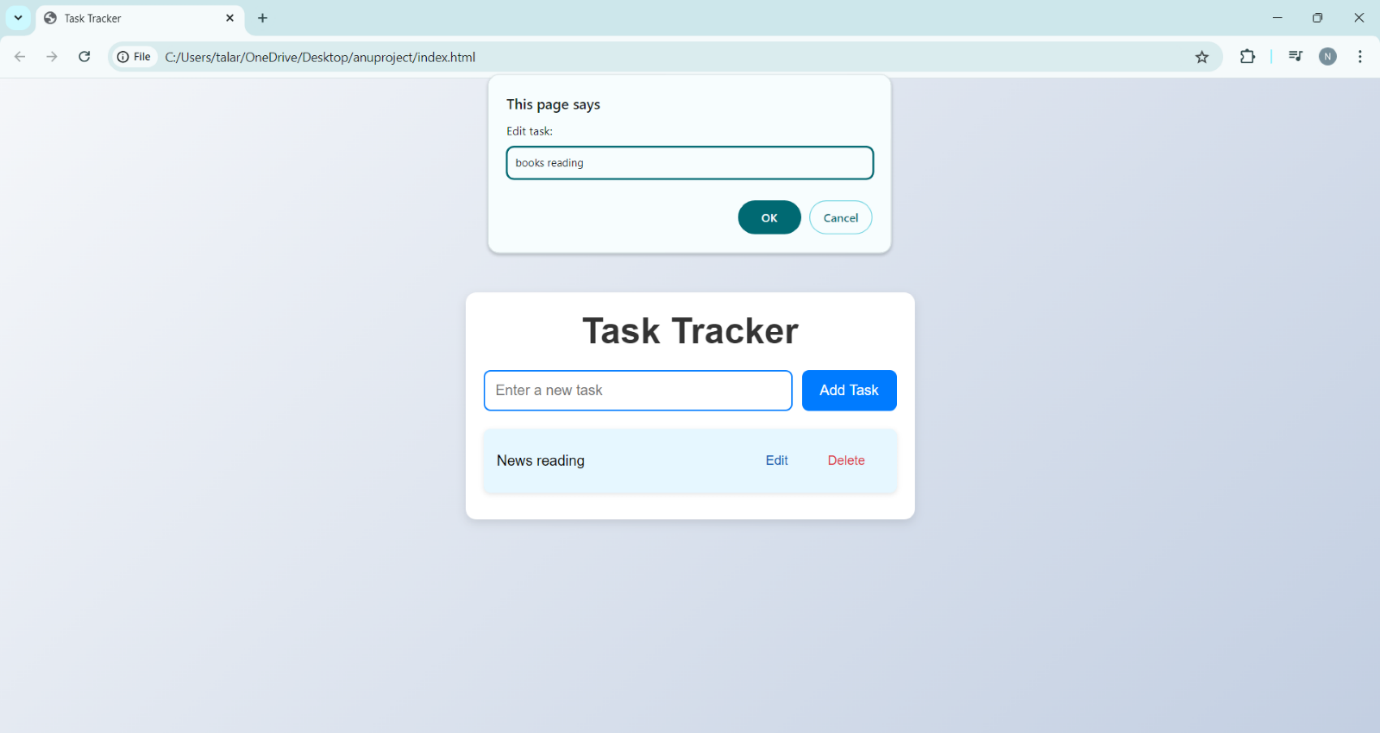 Task Tracker
File C:/Users/talar/OneDrive/Desktop/anuproject/index.html
N
This page says
Edit task:
books reading
OK Cancel
Task Tracker
Enter a new task Add Task
News reading Edit Delete